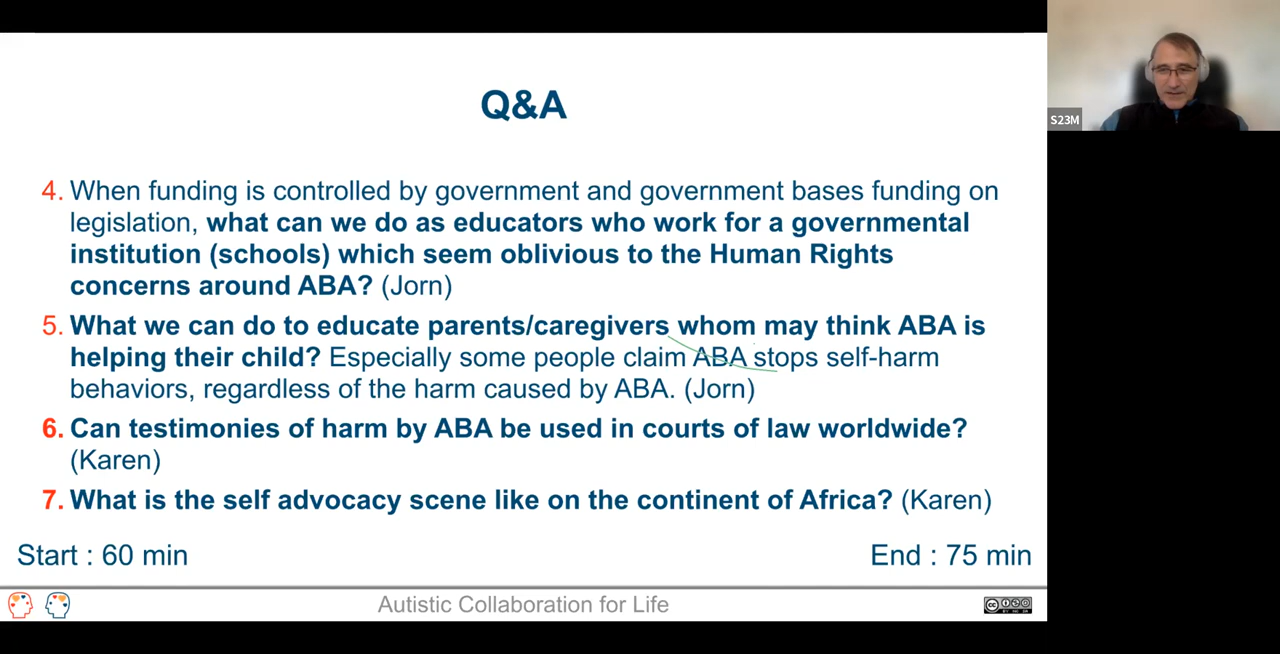 Q&A
4. When funding is controlled by government and government bases funding on
legislation, what can we do as educators who work for a governmental
institution (schools) which seem oblivious to the Human Rights
concerns around ABA? (Jorn)
5. What we can do to educate parents/caregivers whom may think ABA is
helping their child? Especially some people claim ABA stops self-harm
behaviors, regardless of the harm caused by ABA. (Jorn)
6. Can testimonies of harm by ABA be used in courts of law worldwide?
(Karen)
7. What is the self advocacy scene like on the continent of Africa? (Karen)
Start : 60 min
End : 75 min
Autistic Collaboration for Life
S23M